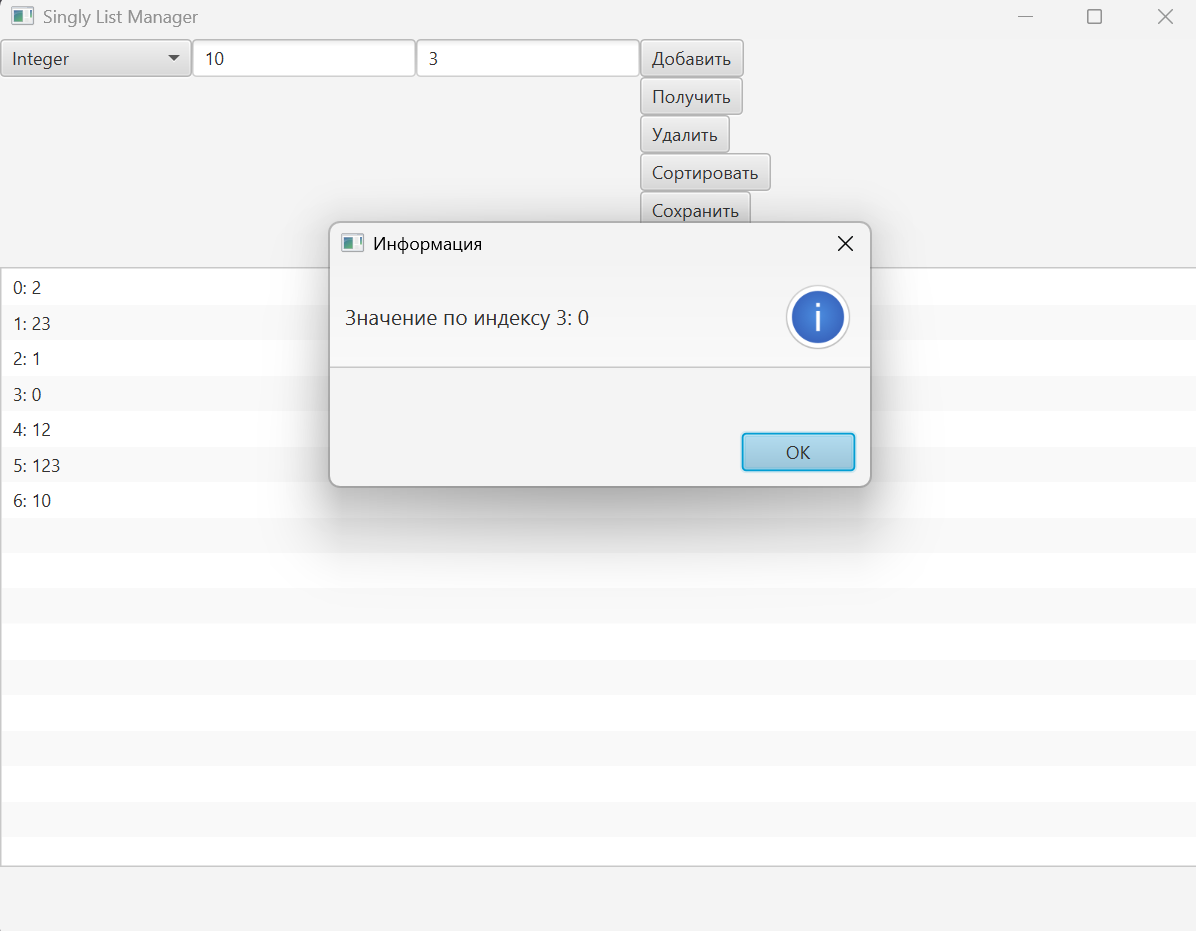 Singly List Manager
Integer 10 3 Добавить
Получить
Удалить
Сортировать
Сохранить
Информация
Значение по индексу 3: 0
OK
0: 2
1: 23
2: 1
3: 0
4: 12
5: 123
6: 10